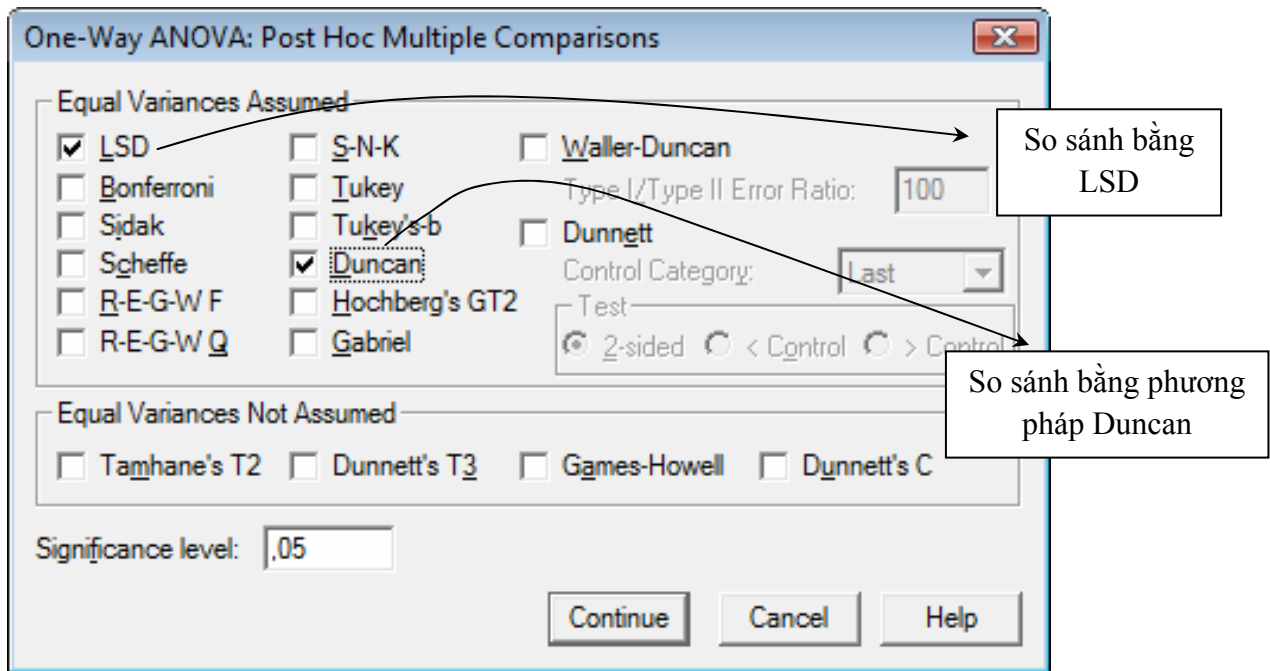 One-Way ANOVA: Post Hoc Multiple Comparisons
Equal Variances Assumed
LSD
S-N-K
Waller-Duncan
Bonferroni
Tukey
Type I/Type II Error Ratio: 100
Sidak
Tukey's-b
Dunnett
Scheffe
Duncan
Control Category: Last
R-E-G-W F
Hochberg's GT2
Test
R-E-G-W Q
Gabriel
2-sided
< Control
> Control
So sánh bằng
LSD
So sánh bằng phương
pháp Duncan
Equal Variances Not Assumed
Tamhane's T2
Dunnett's T3
Games-Howell
Dunnett's C
Significance level: ,05
Continue
Cancel
Help